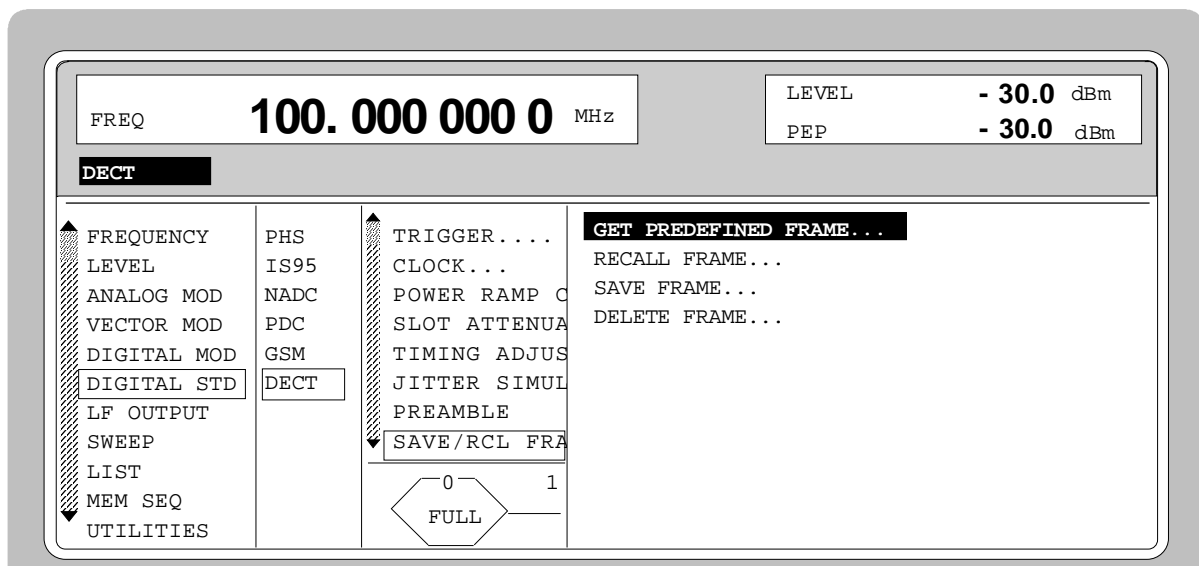 FREQ 100. 000 000 0 MHz
LEVEL - 30.0 dBm
PEP - 30.0 dBm
DECT
FREQUENCY
LEVEL
ANALOG MOD
VECTOR MOD
DIGITAL MOD
DIGITAL STD
LF OUTPUT
SWEEP
LIST
MEM SEQ
UTILITIES
PHS
IS95
NADC
PDC
GSM
DECT
TRIGGER....
CLOCK...
POWER RAMP C
SLOT ATTENUA
TIMING ADJUS
JITTER SIMUL
PREAMBLE
SAVE/RCL FRA
0 1
FULL
GET PREDEFINED FRAME...
RECALL FRAME...
SAVE FRAME...
DELETE FRAME...